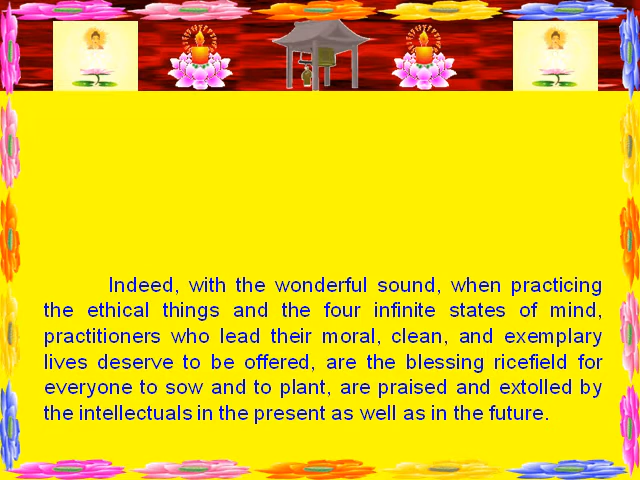 Indeed, with the wonderful sound, when practicing
the ethical things and the four infinite states of mind,
practitioners who lead their moral, clean, and exemplary
lives deserve to be offered, are the blessing ricefield for
everyone to sow and to plant, are praised and extolled by
the intellectuals in the present as well as in the future.